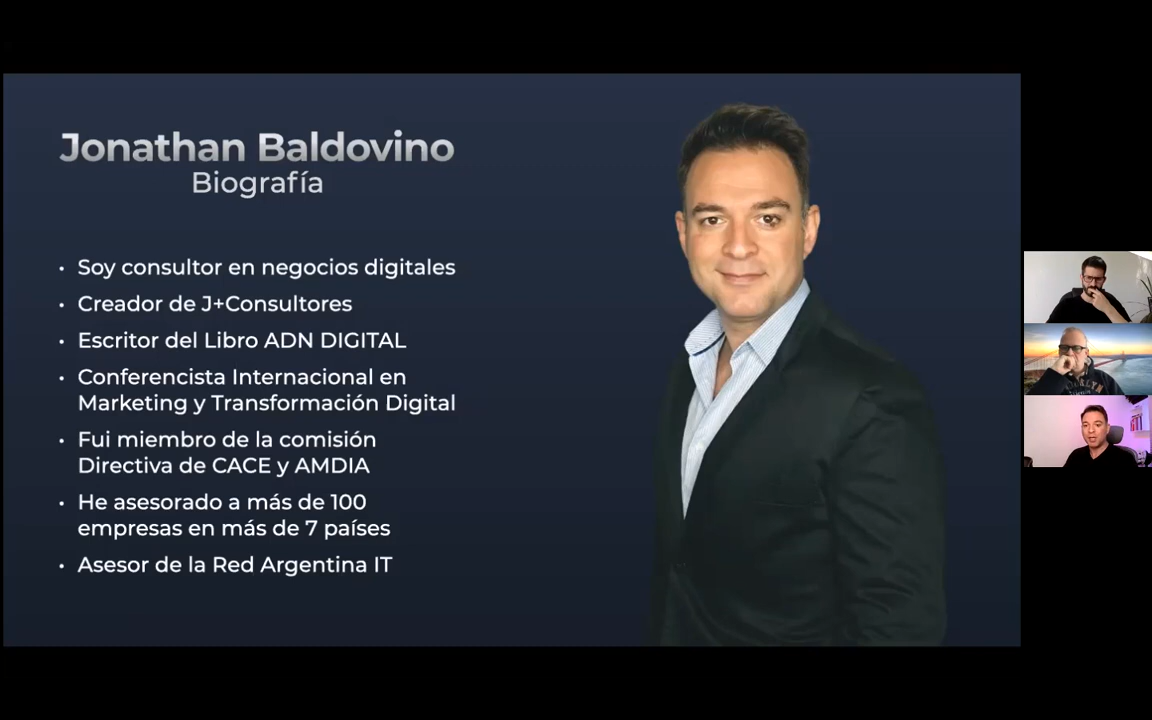 Jonathan Baldovino
Biografía
• Soy consultor en negocios digitales
• Creador de J+Consultores
• Escritor del Libro ADN DIGITAL
• Conferencista Internacional en
Marketing y Transformación Digital
• Fui miembro de la comisión
Directiva de CACE y AMDIA
• He asesorado a más de 100
empresas en más de 7 países
• Asesor de la Red Argentina IT